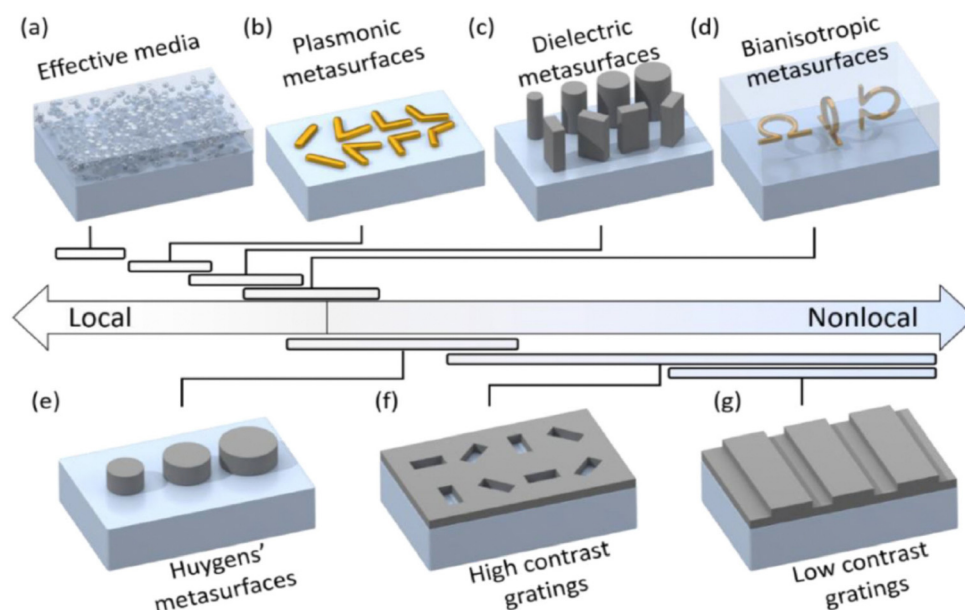 (a)
Effective media
(b)
Plasmonic
metasurfaces
(c)
Dielectric
metasurfaces
(d)
Bianisotropic
metasurfaces
Local
Nonlocal
(e)
Huygens’
metasurfaces
(f)
High contrast
gratings
(g)
Low contrast
gratings